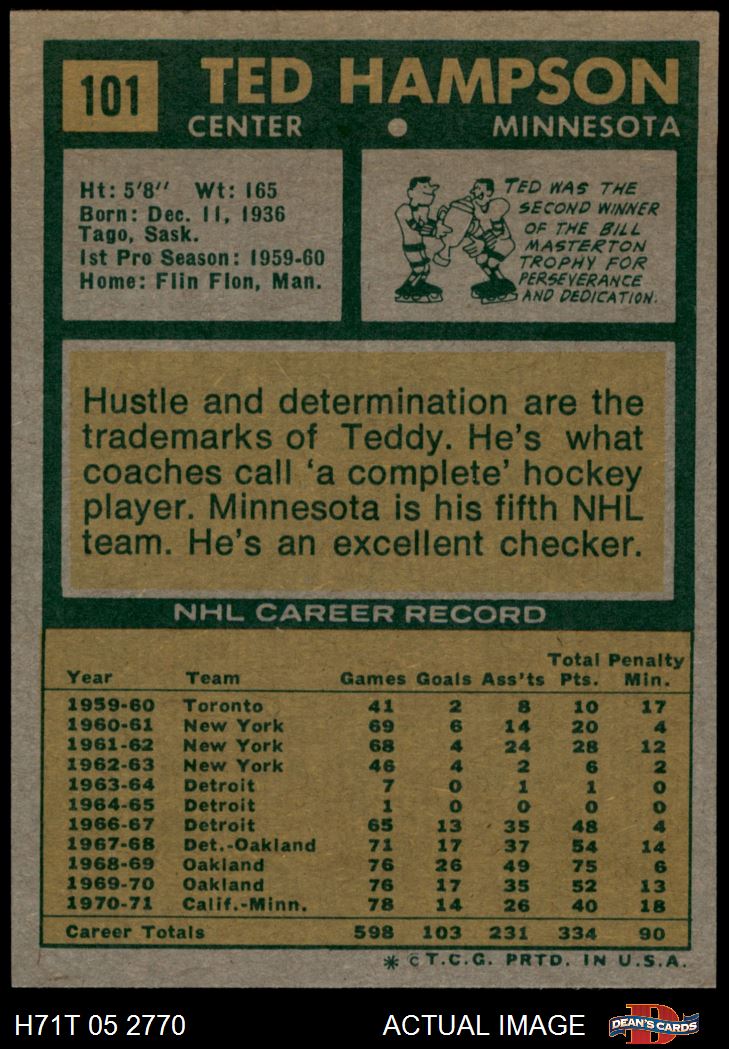 101
TED HAMPSON
CENTER • MINNESOTA
Ht: 5'8" Wt: 165
Born: Dec. 11, 1936
Tago, Sask.
1st Pro Season: 1959-60
Home: Flin Flon, Man.
TED WAS THE
SECOND WINNER
OF THE BILL
MASTERTON
TROPHY FOR
PERSEVERANCE
AND DEDICATION.
Hustle and determination are the
trademarks of Teddy. He's what
coaches call 'a complete' hockey
player. Minnesota is his fifth NHL
team. He's an excellent checker.
NHL CAREER RECORD
Year Team Games Goals Ass'ts Total Pts. Penalty Min.
1959-60 Toronto 41 2 8 10 17
1960-61 New York 69 6 14 20 4
1961-62 New York 68 4 24 28 12
1962-63 New York 46 4 2 6 2
1963-64 Detroit 7 0 1 1 0
1964-65 Detroit 1 0 0 0 0
1966-67 Detroit 65 13 35 48 4
1967-68 Det.-Oakland 71 17 37 54 14
1968-69 Oakland 76 26 49 75 6
1969-70 Oakland 76 17 35 52 13
1970-71 Calif.-Minn. 78 14 26 40 18
Career Totals 598 103 231 334 90
* © T.C.G. PRTD. IN U.S.A.
H71T 05 2770 ACTUAL IMAGE
D
DEAN'S CARDS